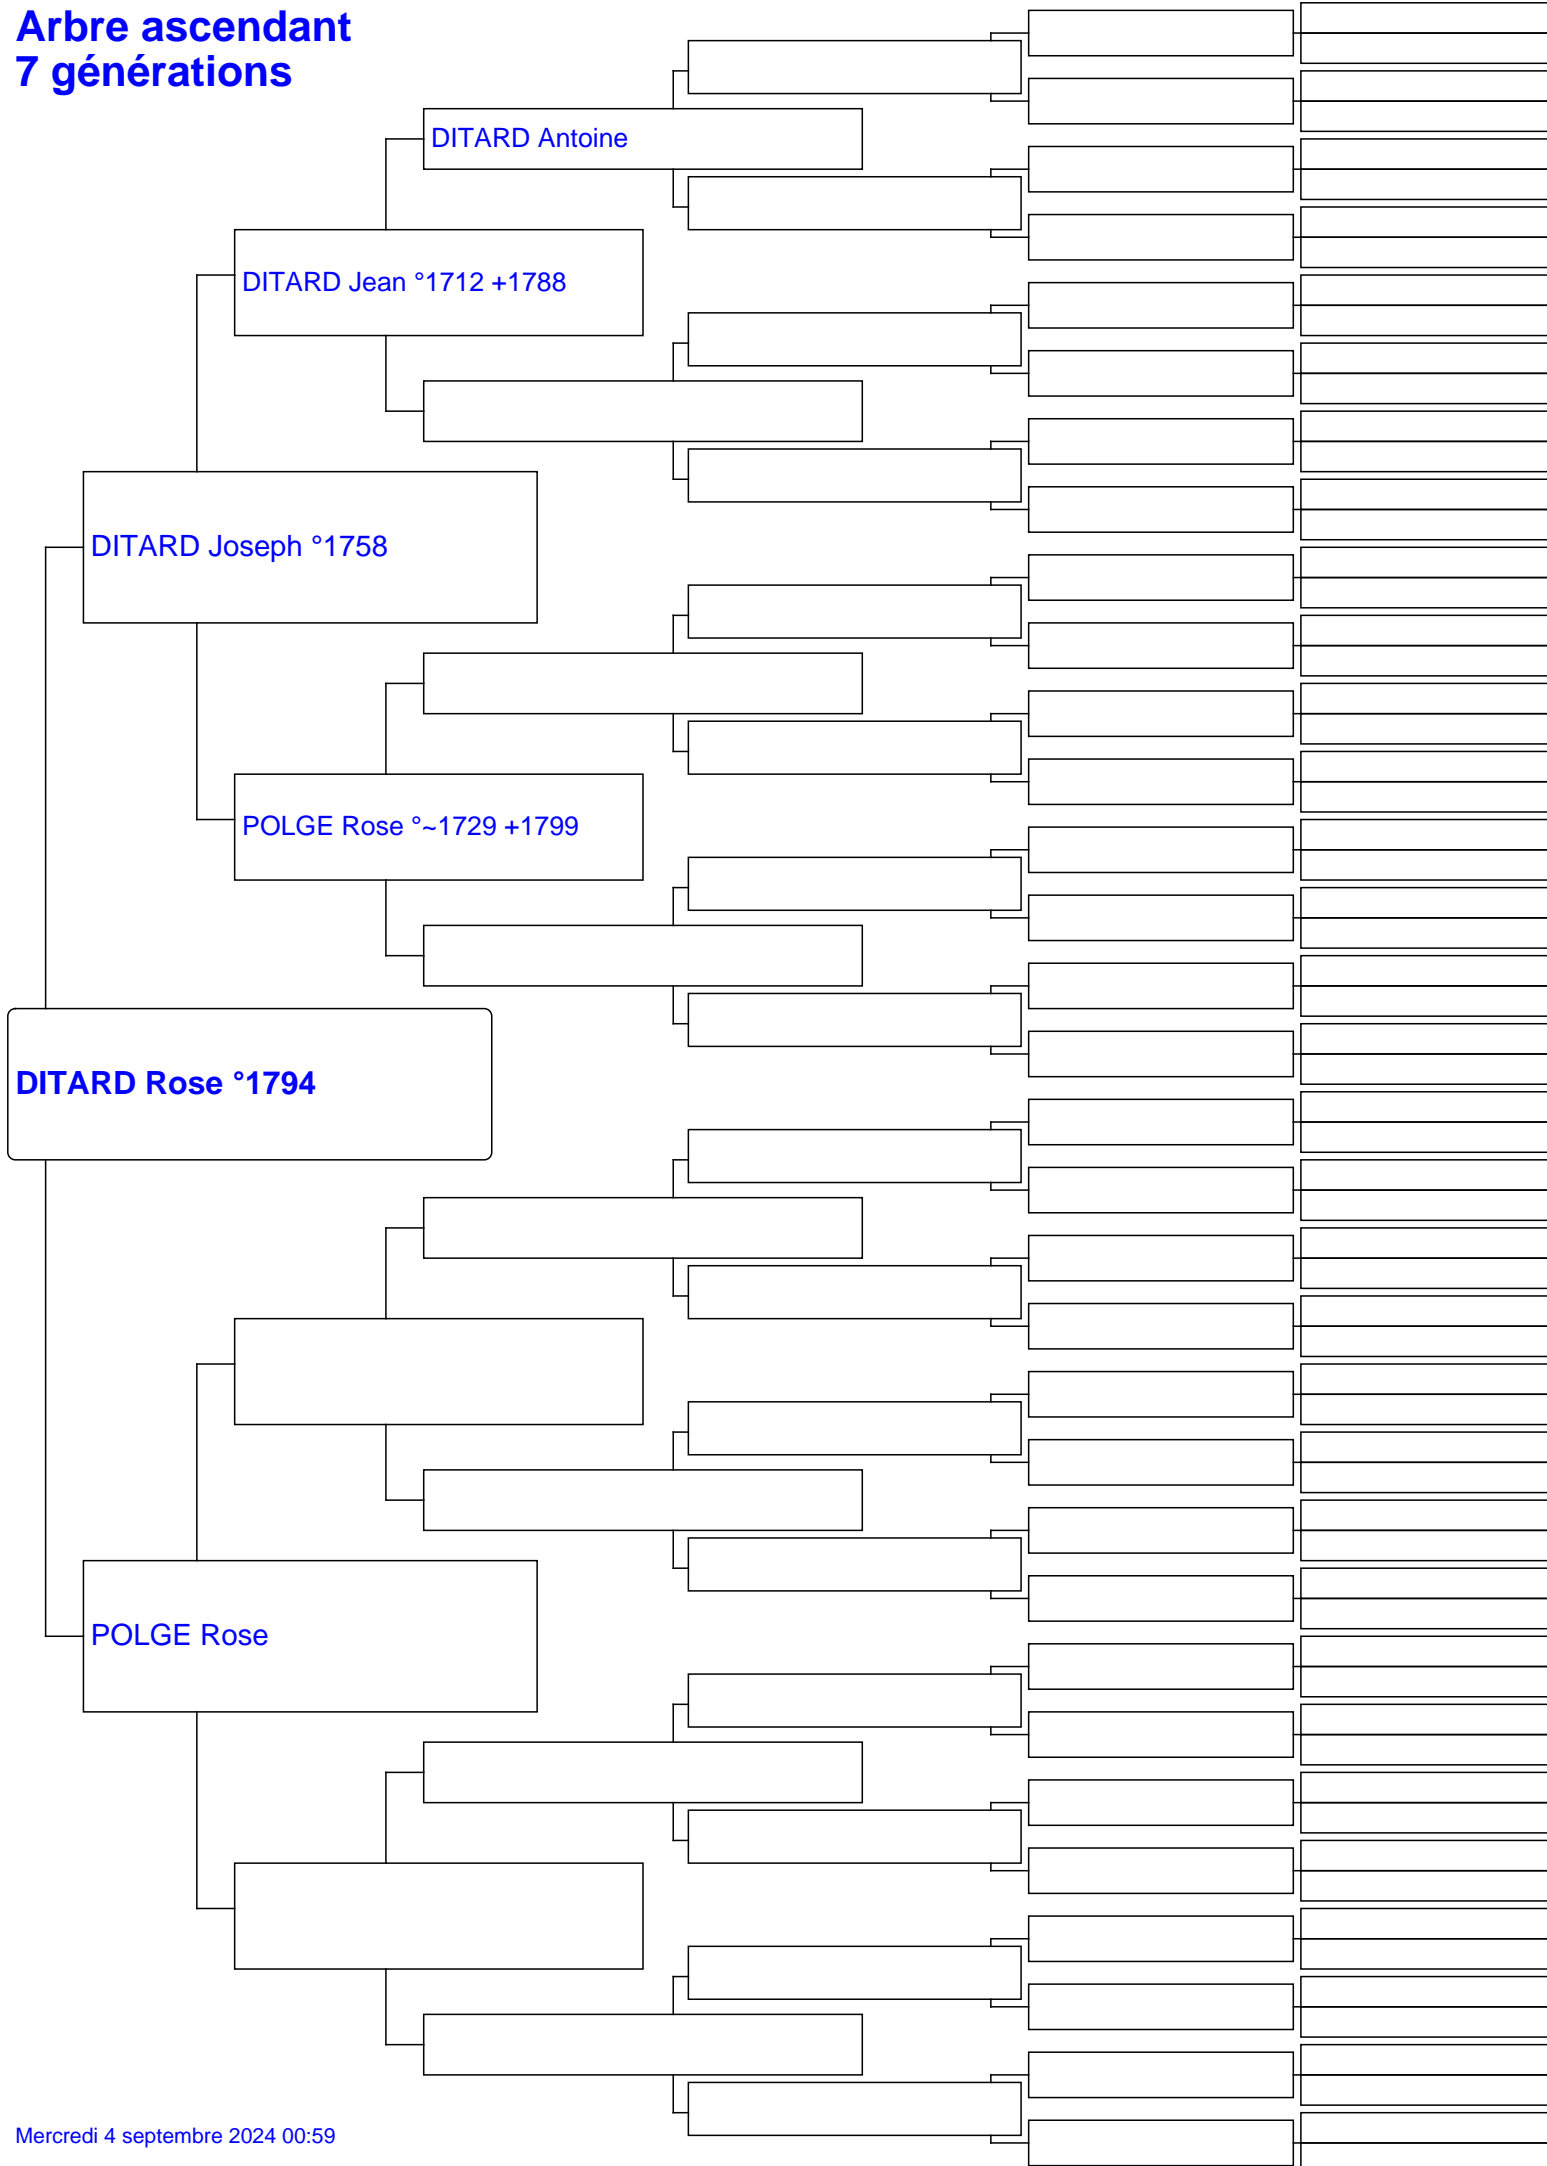 Arbre ascendant
7 générations
DITARD Antoine
DITARD Jean °1712 +1788
DITARD Joseph °1758
POLGE Rose °~1729 +1799
DITARD Rose °1794
POLGE Rose
Mercredi 4 septembre 2024 00:59